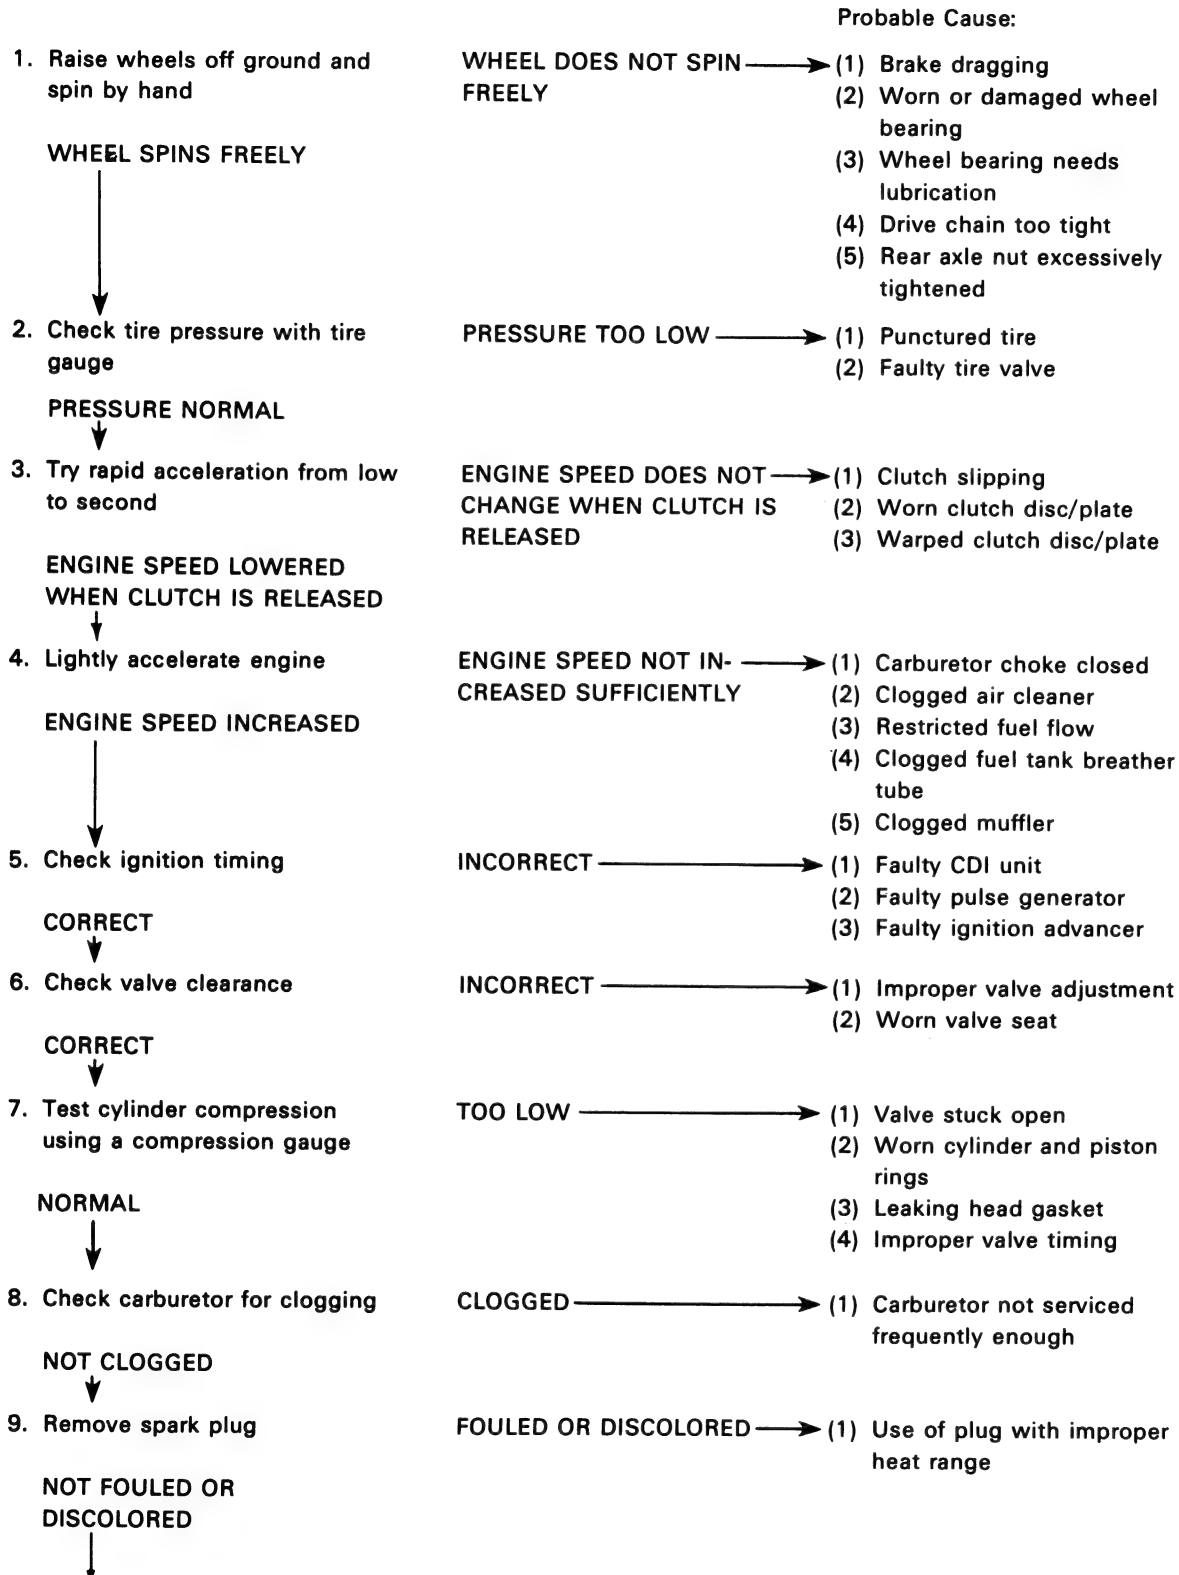 Probable Cause:
1. Raise wheels off ground and
spin by hand
WHEEL SPINS FREELY
WHEEL DOES NOT SPIN
FREELY
(1) Brake dragging
(2) Worn or damaged wheel
bearing
(3) Wheel bearing needs
lubrication
(4) Drive chain too tight
(5) Rear axle nut excessively
tightened
2. Check tire pressure with tire
gauge
PRESSURE NORMAL
PRESSURE TOO LOW
(1) Punctured tire
(2) Faulty tire valve
3. Try rapid acceleration from low
to second
ENGINE SPEED LOWERED
WHEN CLUTCH IS RELEASED
ENGINE SPEED DOES NOT
CHANGE WHEN CLUTCH IS
RELEASED
(1) Clutch slipping
(2) Worn clutch disc/plate
(3) Warped clutch disc/plate
4. Lightly accelerate engine
ENGINE SPEED INCREASED
ENGINE SPEED NOT IN-
CREASED SUFFICIENTLY
(1) Carburetor choke closed
(2) Clogged air cleaner
(3) Restricted fuel flow
(4) Clogged fuel tank breather
tube
(5) Clogged muffler
5. Check ignition timing
CORRECT
INCORRECT
(1) Faulty CDI unit
(2) Faulty pulse generator
(3) Faulty ignition advancer
6. Check valve clearance
CORRECT
INCORRECT
(1) Improper valve adjustment
(2) Worn valve seat
7. Test cylinder compression
using a compression gauge
NORMAL
TOO LOW
(1) Valve stuck open
(2) Worn cylinder and piston
rings
(3) Leaking head gasket
(4) Improper valve timing
8. Check carburetor for clogging
NOT CLOGGED
CLOGGED
(1) Carburetor not serviced
frequently enough
9. Remove spark plug
NOT FOULED OR
DISCOLORED
FOULED OR DISCOLORED
(1) Use of plug with improper
heat range